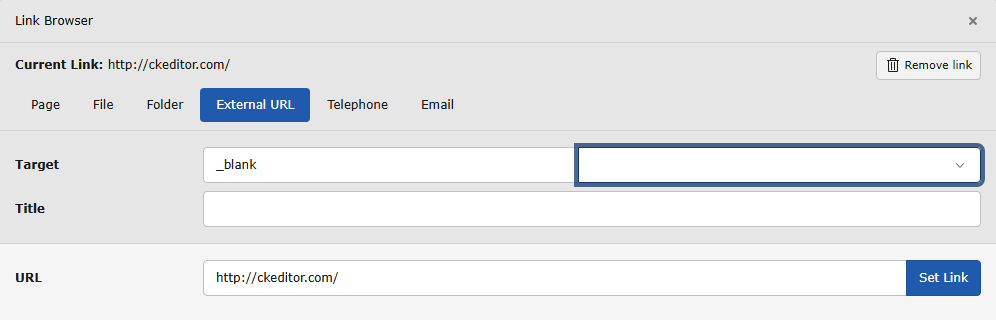 Link Browser ×
Current Link: http://ckeditor.com/ Remove link
Page File Folder External URL Telephone Email
Target _blank
Title
URL http://ckeditor.com/ Set Link